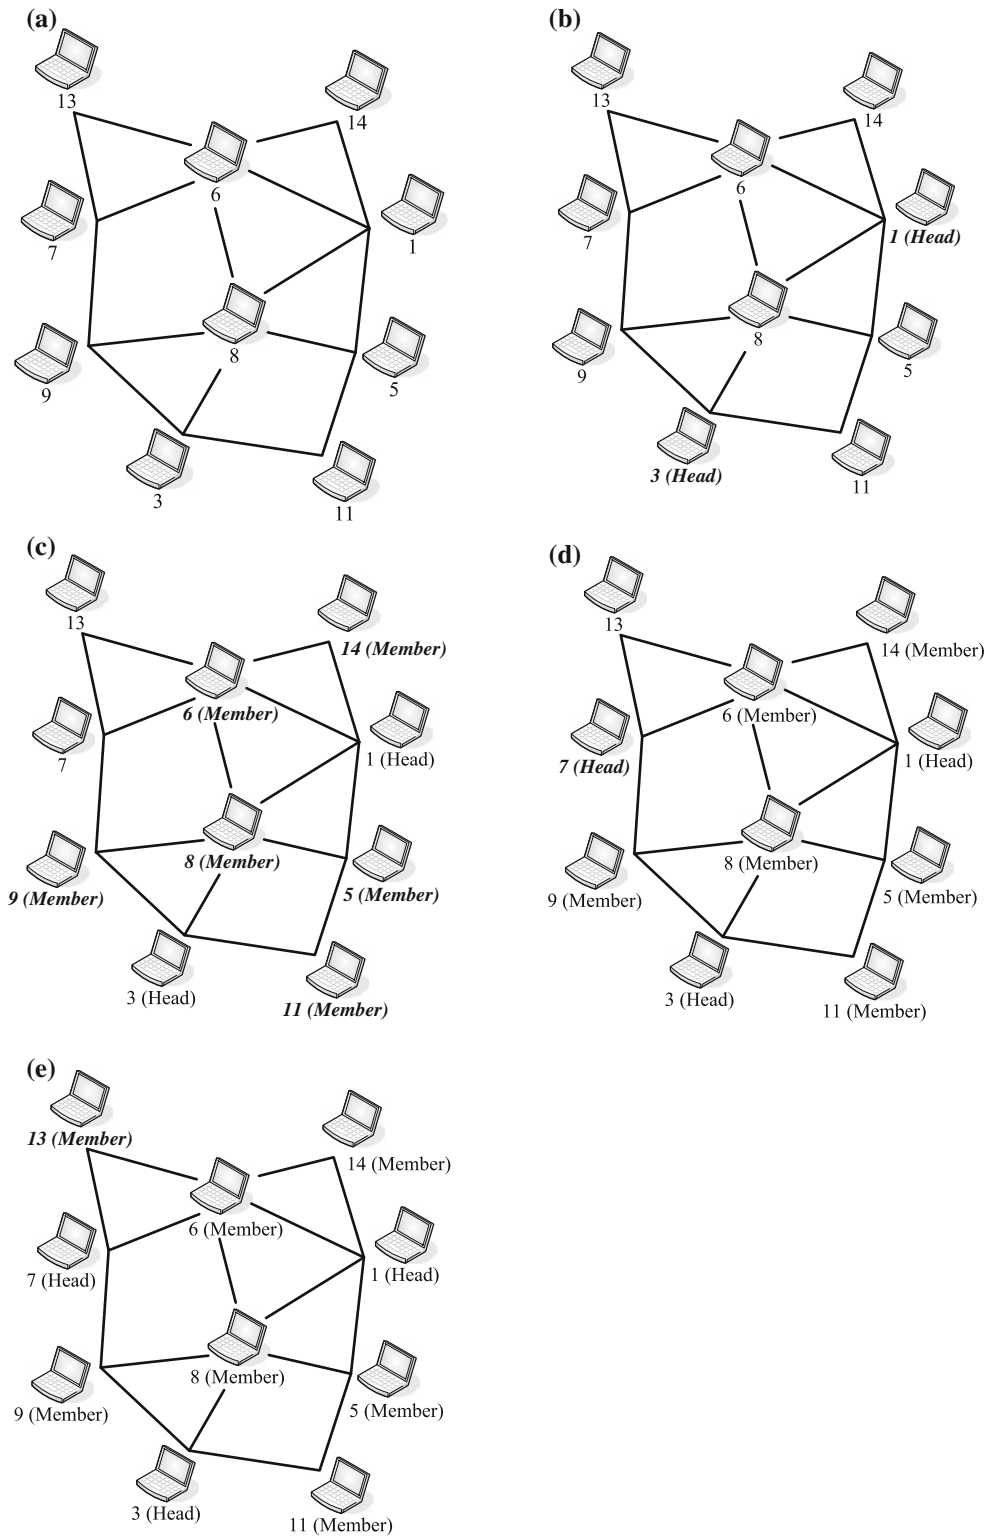 (a)
13
14
6
1
7
8
5
9
3
11
(b)
13
14
6
1 (Head)
7
8
5
9
3 (Head)
11
(c)
13
14 (Member)
6 (Member)
1 (Head)
7
8 (Member)
5 (Member)
9 (Member)
3 (Head)
11 (Member)
(d)
13
14 (Member)
6 (Member)
1 (Head)
7 (Head)
8 (Member)
5 (Member)
9 (Member)
3 (Head)
11 (Member)
(e)
13 (Member)
14 (Member)
6 (Member)
1 (Head)
7 (Head)
8 (Member)
5 (Member)
9 (Member)
3 (Head)
11 (Member)